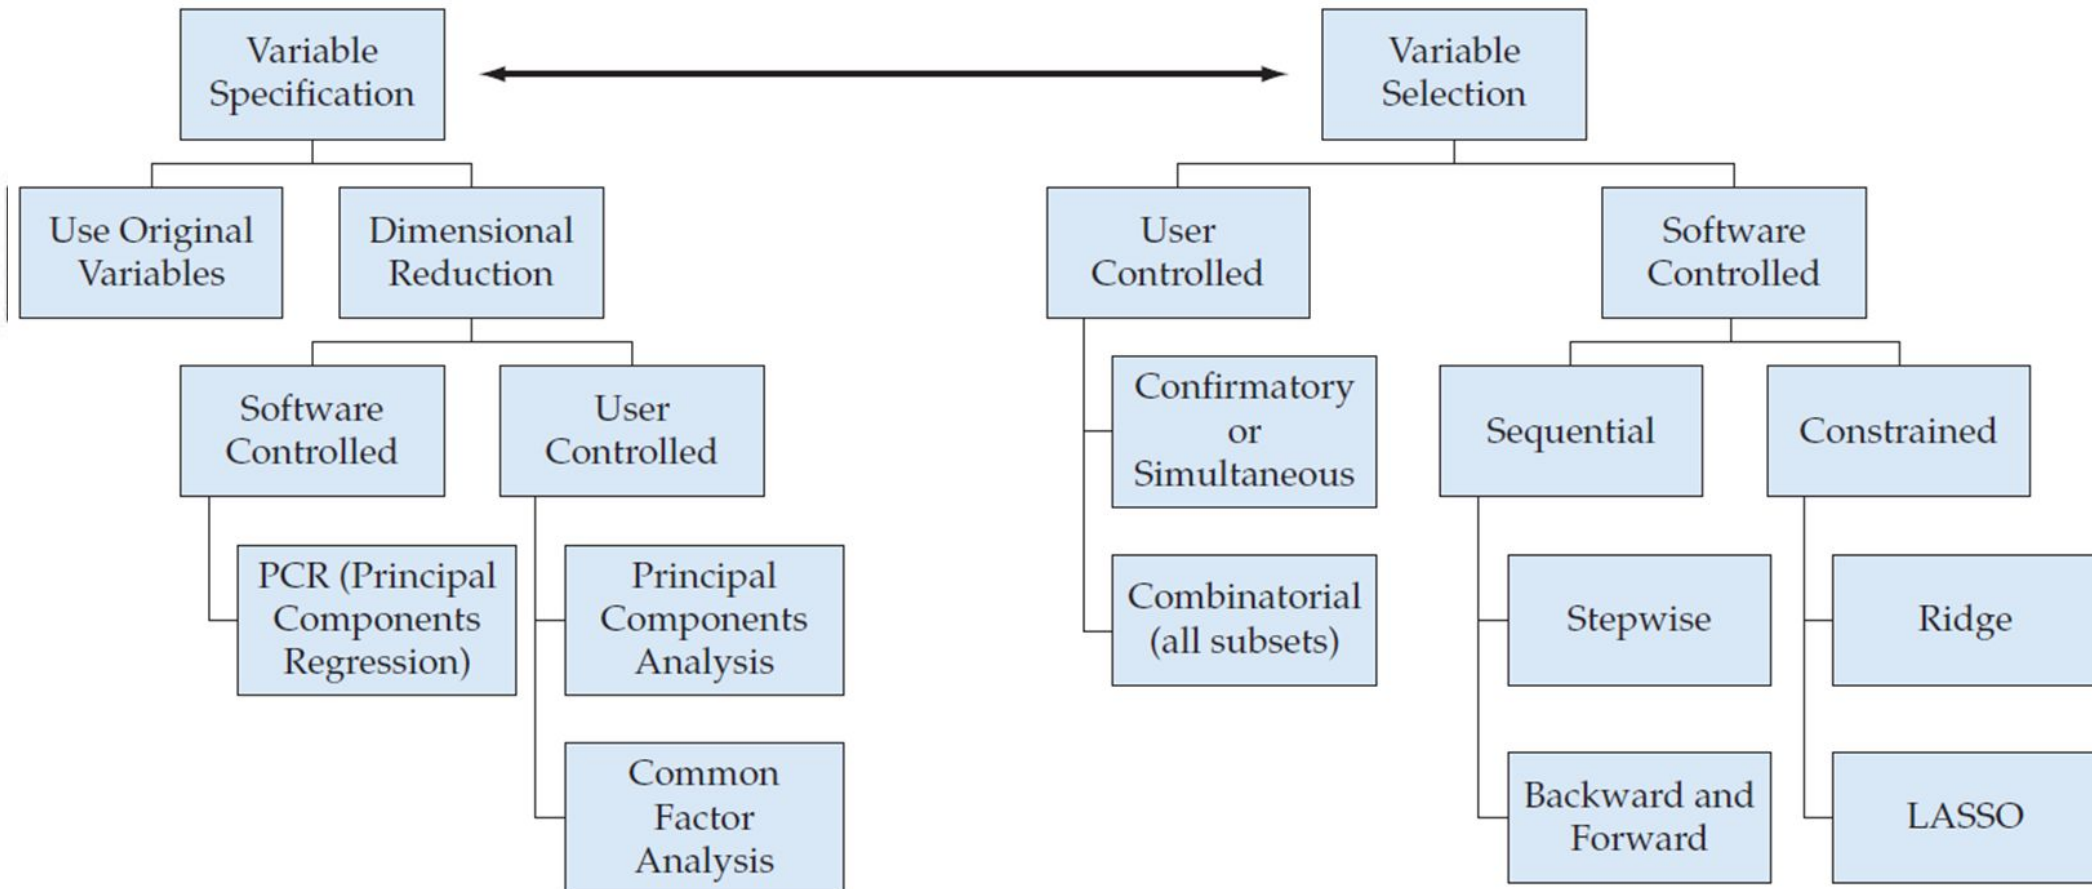 Variable
Specification
Variable
Selection
Use Original
Variables
Dimensional
Reduction
User
Controlled
Software
Controlled
Software
Controlled
User
Controlled
Confirmatory
or
Simultaneous
Sequential
Constrained
PCR (Principal
Components
Regression)
Principal
Components
Analysis
Combinatorial
(all subsets)
Stepwise
Ridge
Common
Factor
Analysis
Backward and
Forward
LASSO